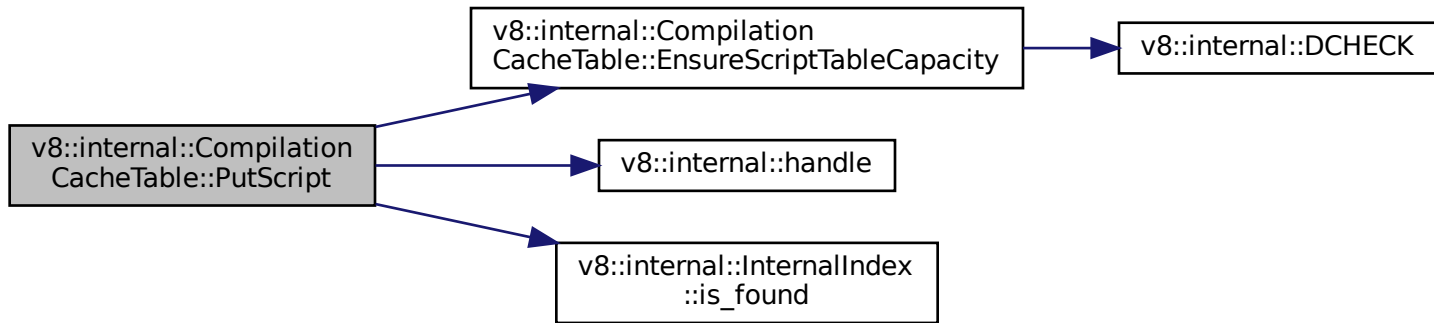 v8::internal::Compilation
CacheTable::PutScript
v8::internal::Compilation
CacheTable::EnsureScriptTableCapacity
v8::internal::DCHECK
v8::internal::handle
v8::internal::InternalIndex
::is_found